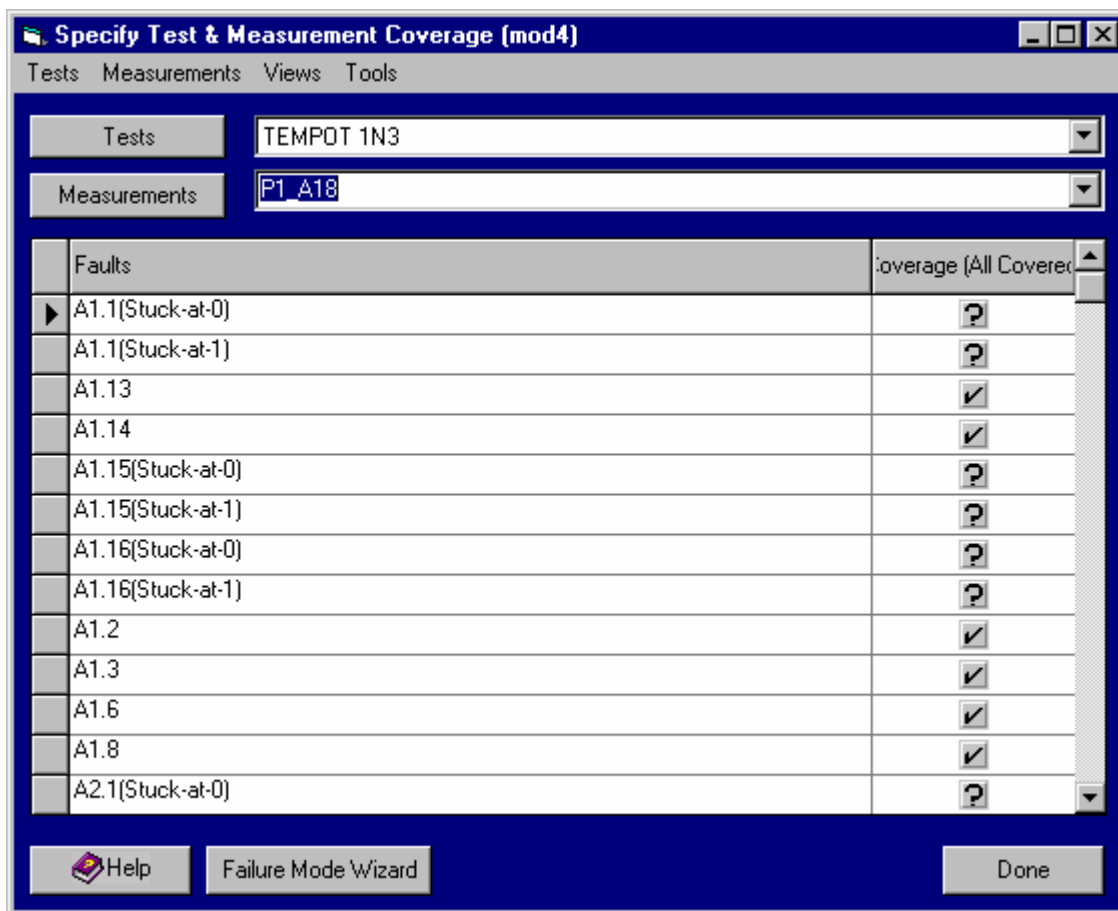 Specify Test & Measurement Coverage (mod4)
Tests Measurements Views Tools
Tests TEMPOT 1N3
Measurements P1_A18
Faults overage (All Covered
A1.1(Stuck-at-0) ?
A1.1(Stuck-at-1) ?
A1.13
A1.14
A1.15(Stuck-at-0) ?
A1.15(Stuck-at-1) ?
A1.16(Stuck-at-0) ?
A1.16(Stuck-at-1) ?
A1.2
A1.3
A1.6
A1.8
A2.1(Stuck-at-0) ?
Help Failure Mode Wizard Done